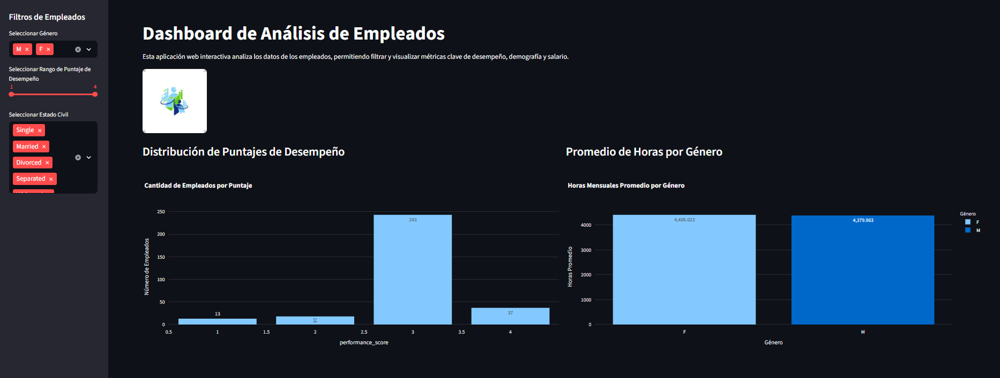 Filtros de Empleados
Seleccionar Género
M × F ×
Seleccionar Rango de Puntaje de
Desempeño
1 4
Seleccionar Estado Civil
Single ×
Married ×
Divorced ×
Separated ×
Dashboard de Análisis de Empleados
Esta aplicación web interactiva analiza los datos de los empleados, permitiendo filtrar y visualizar métricas clave de desempeño, demografía y salario.
Distribución de Puntajes de Desempeño
Cantidad de Empleados por Puntaje
Número de Empleados
250
200
150
100
50
0
13
18
243
37
0.5 1 1.5 2 2.5 3 3.5 4
performance_score
Promedio de Horas por Género
Horas Mensuales Promedio por Género
Horas Promedio
4000
3000
2000
1000
0
4,406.023
4,379.963
F M
Género
Género
F
M